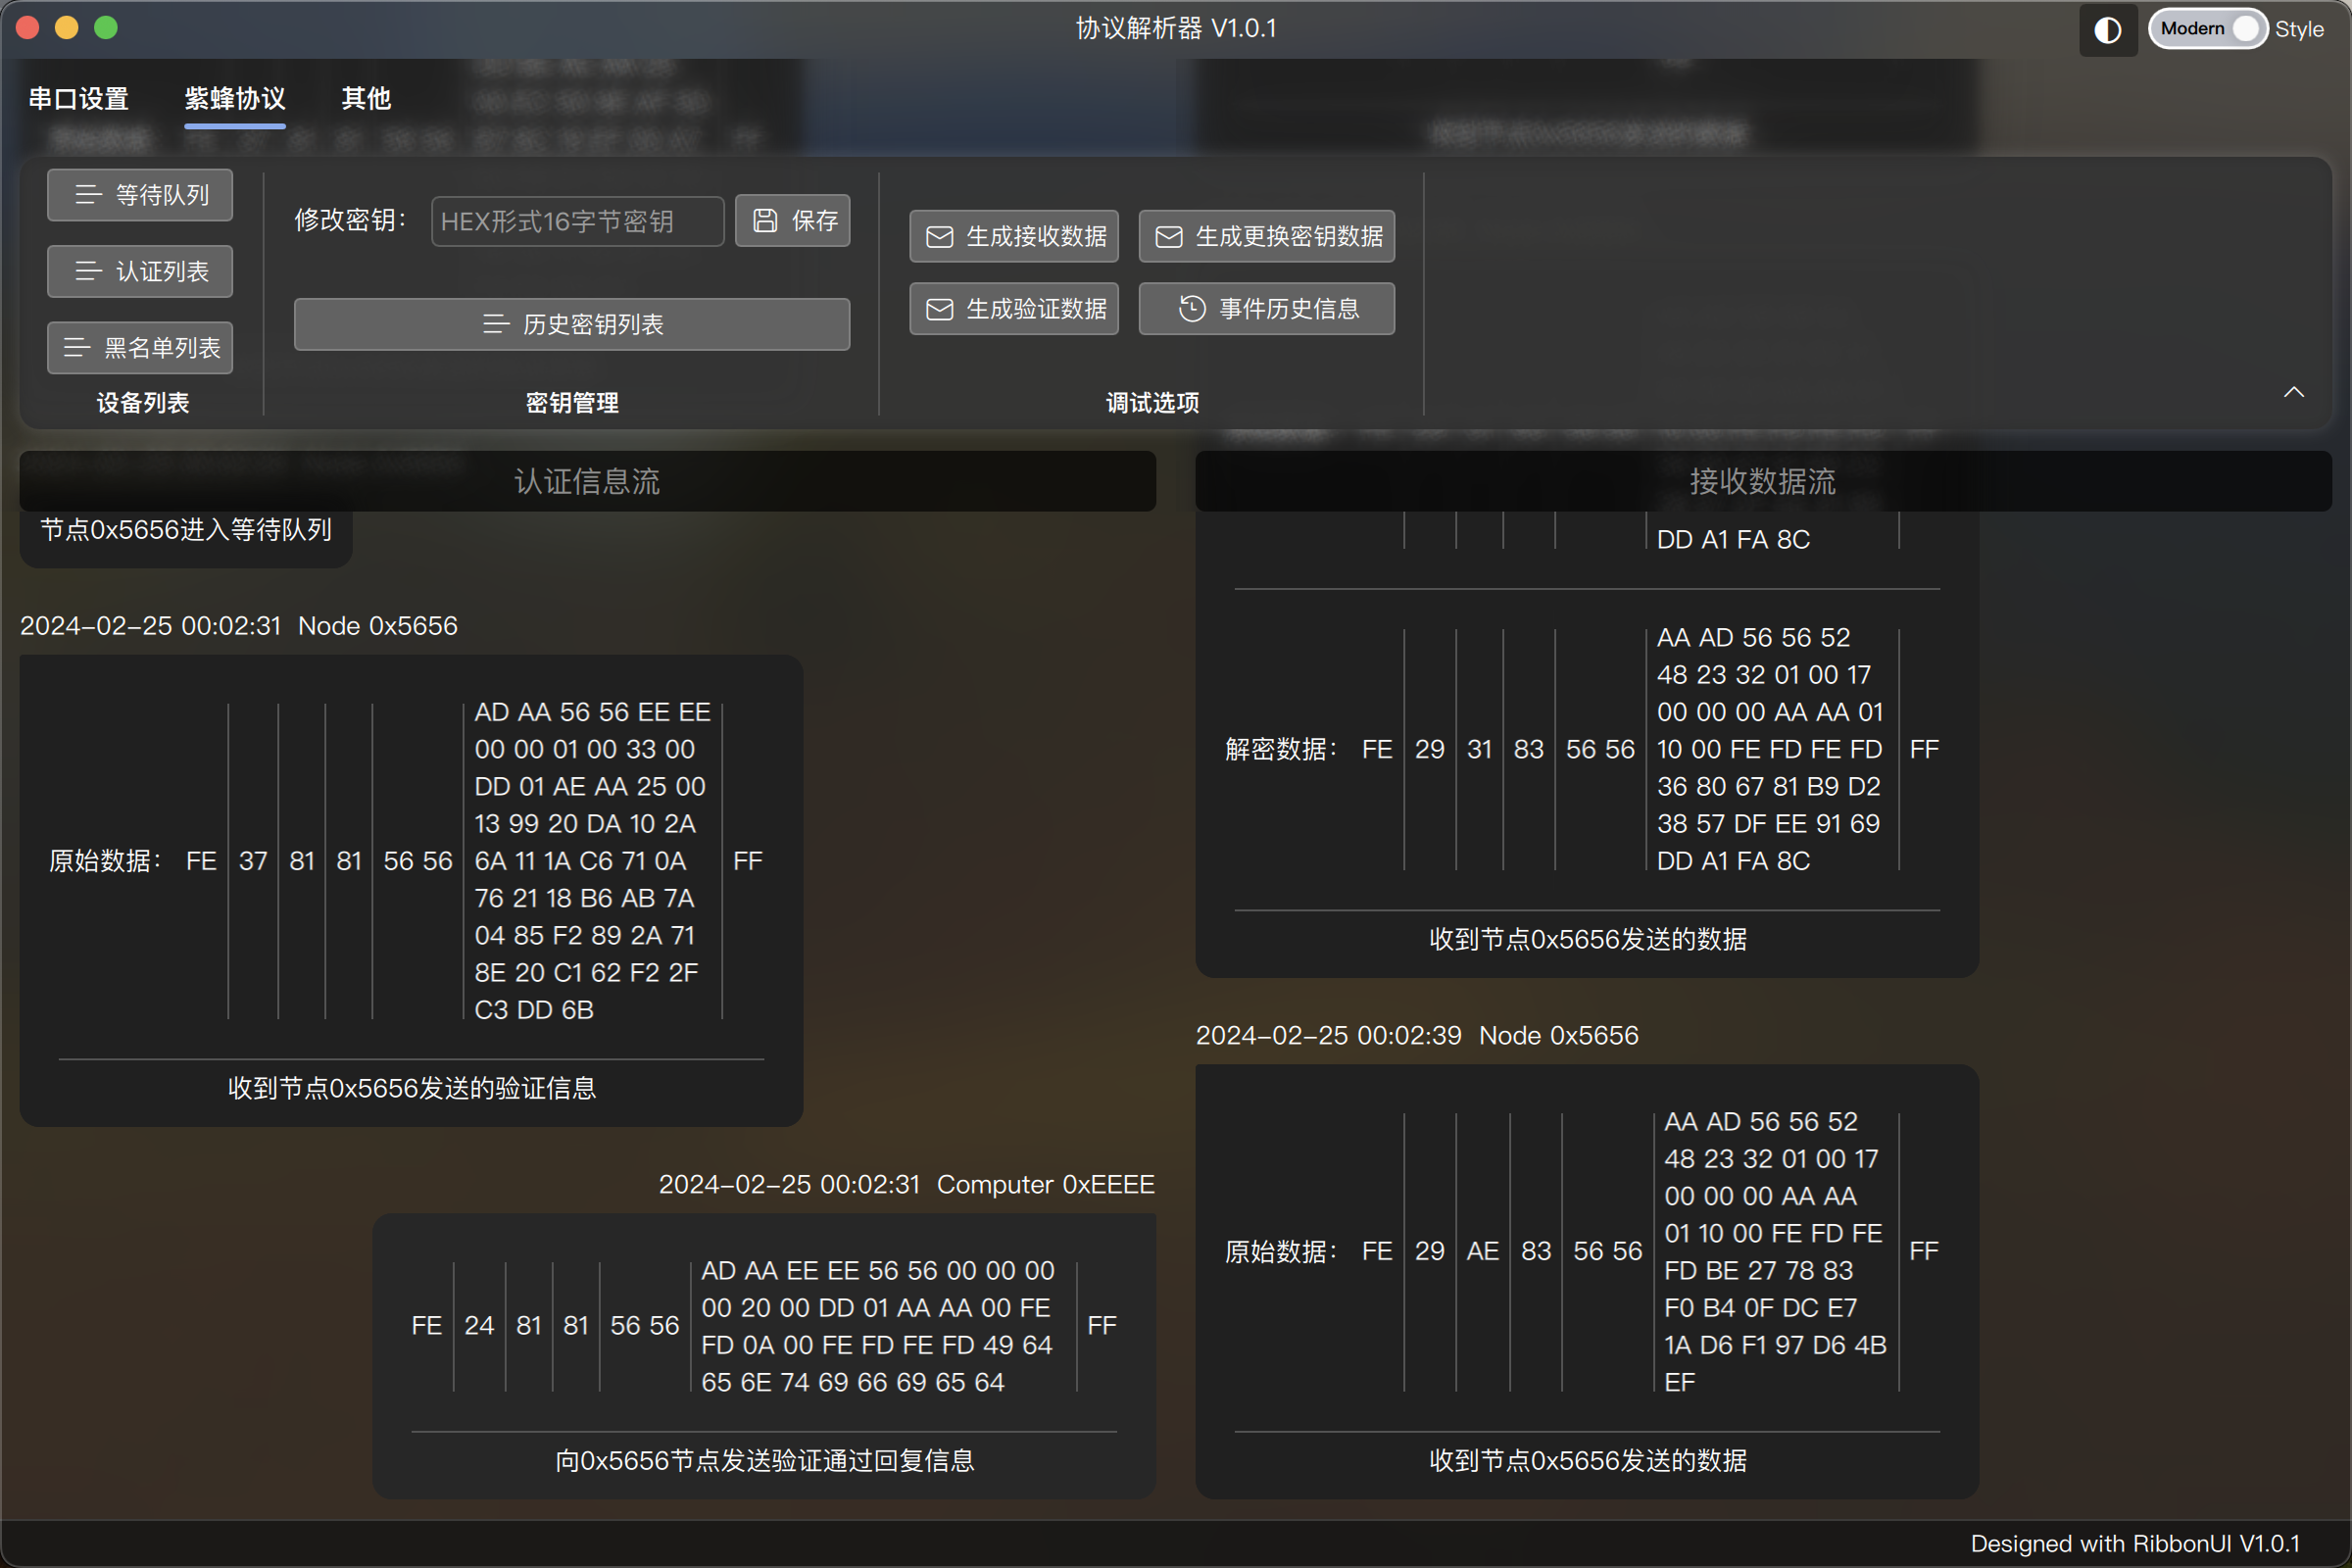 协议解析器 V1.0.1
Modern Style
串口设置 紫蜂协议 其他
等待队列
认证列表
黑名单列表
设备列表
修改密钥： HEX形式16字节密钥 保存
历史密钥列表
密钥管理
生成接收数据 生成更换密钥数据
生成验证数据 事件历史信息
调试选项
认证信息流
节点0x5656进入等待队列
2024-02-25 00:02:31 Node 0x5656
原始数据： FE 37 81 81 56 56
AD AA 56 56 EE EE
00 00 01 00 33 00
DD 01 AE AA 25 00
13 99 20 DA 10 2A
6A 11 1A C6 71 0A
76 21 18 B6 AB 7A
04 85 F2 89 2A 71
8E 20 C1 62 F2 2F
C3 DD 6B
FF
收到节点0x5656发送的验证信息
2024-02-25 00:02:31 Computer 0xEEEE
FE 24 81 81 56 56
AD AA EE EE 56 56 00 00 00
00 20 00 DD 01 AA AA 00 FE
FD 0A 00 FE FD FE FD 49 64
65 6E 74 69 66 69 65 64
FF
向0x5656节点发送验证通过回复信息
接收数据流
DD A1 FA 8C
解密数据： FE 29 31 83 56 56
AA AD 56 56 52
48 23 32 01 00 17
00 00 00 AA AA 01
10 00 FE FD FE FD
36 80 67 81 B9 D2
38 57 DF EE 91 69
DD A1 FA 8C
FF
收到节点0x5656发送的数据
2024-02-25 00:02:39 Node 0x5656
原始数据： FE 29 AE 83 56 56
AA AD 56 56 52
48 23 32 01 00 17
00 00 00 AA AA
01 10 00 FE FD FE
FD BE 27 78 83
F0 B4 0F DC E7
1A D6 F1 97 D6 4B
EF
FF
收到节点0x5656发送的数据
Designed with RibbonUI V1.0.1